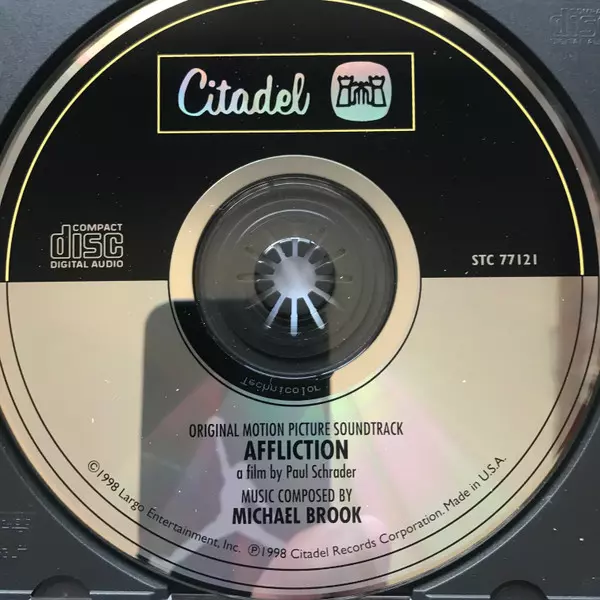 Citadel
COMPACT
disc
DIGITAL AUDIO
STC 77121
Technicolor
ORIGINAL MOTION PICTURE SOUNDTRACK
AFFLICTION
a film by Paul Schrader
MUSIC COMPOSED BY
MICHAEL BROOK
©1998 Largo Entertainment, Inc. ℗1998 Citadel Records Corporation. Made in U.S.A.